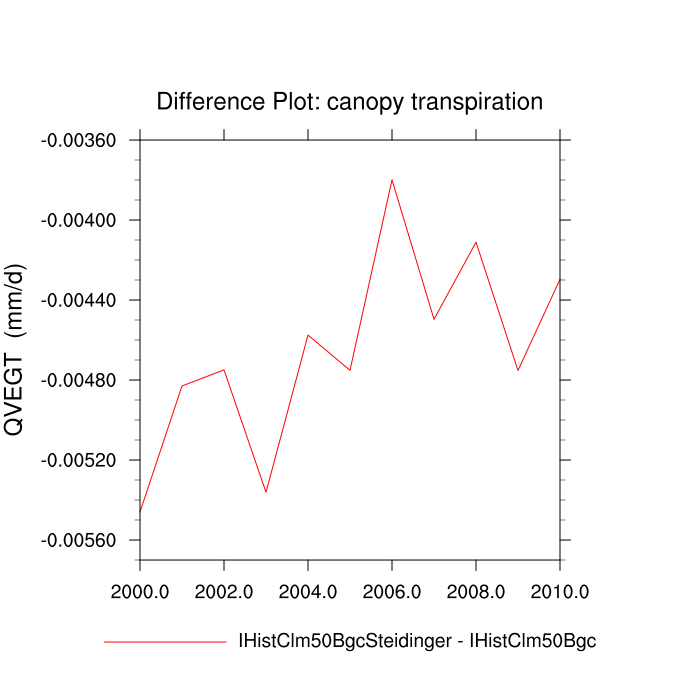 Difference Plot: canopy transpiration
-0.00360
-0.00400
-0.00440
-0.00480
-0.00520
-0.00560
QVEGT (mm/d)
2000.0 2002.0 2004.0 2006.0 2008.0 2010.0
IHistClm50BgcSteidinger - IHistClm50Bgc